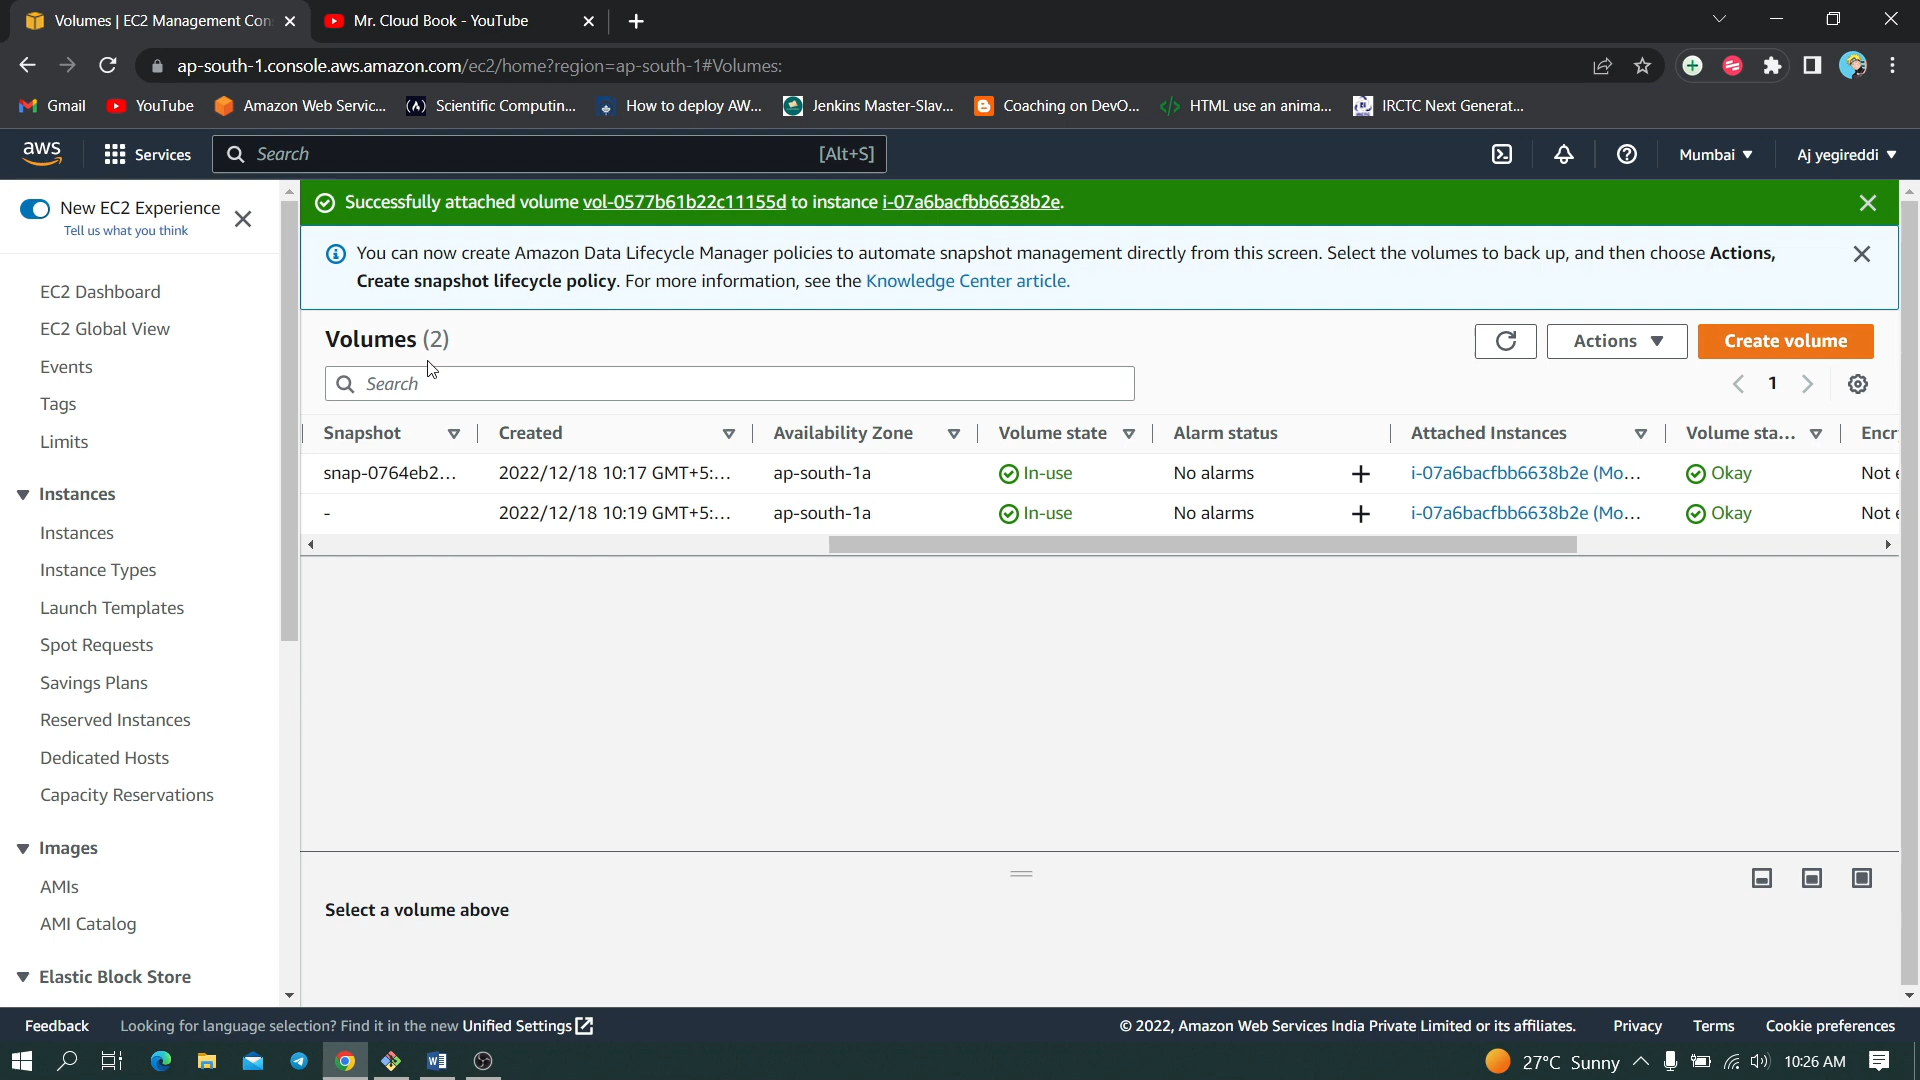 Volumes | EC2 Management Con
Mr. Cloud Book - YouTube
ap-south-1.console.aws.amazon.com/ec2/home?region=ap-south-1#Volumes:
Gmail
YouTube
Amazon Web Servic...
Scientific Computin...
How to deploy AW...
Jenkins Master-Slav...
Coaching on DevO...
HTML use an anima...
IRCTC Next Generat...
aws
Services
Search
[Alt+S]
Mumbai
Aj yegireddi
New EC2 Experience
Tell us what you think
EC2 Dashboard
EC2 Global View
Events
Tags
Limits
Instances
Instances
Instance Types
Launch Templates
Spot Requests
Savings Plans
Reserved Instances
Dedicated Hosts
Capacity Reservations
Images
AMIs
AMI Catalog
Elastic Block Store
Successfully attached volume vol-0577b61b22c11155d to instance i-07a6bacfbb6638b2e.
You can now create Amazon Data Lifecycle Manager policies to automate snapshot management directly from this screen. Select the volumes to back up, and then choose Actions,
Create snapshot lifecycle policy. For more information, see the Knowledge Center article.
Volumes (2)
Actions
Create volume
Search
1
Snapshot Created Availability Zone Volume state Alarm status Attached Instances Volume sta... Encr
snap-0764eb2... 2022/12/18 10:17 GMT+5:... ap-south-1a In-use No alarms + i-07a6bacfbb6638b2e (Mo... Okay Not e
- 2022/12/18 10:19 GMT+5:... ap-south-1a In-use No alarms + i-07a6bacfbb6638b2e (Mo... Okay Not e
Select a volume above
Feedback
Looking for language selection? Find it in the new Unified Settings
© 2022, Amazon Web Services India Private Limited or its affiliates.
Privacy
Terms
Cookie preferences
27°C Sunny
10:26 AM